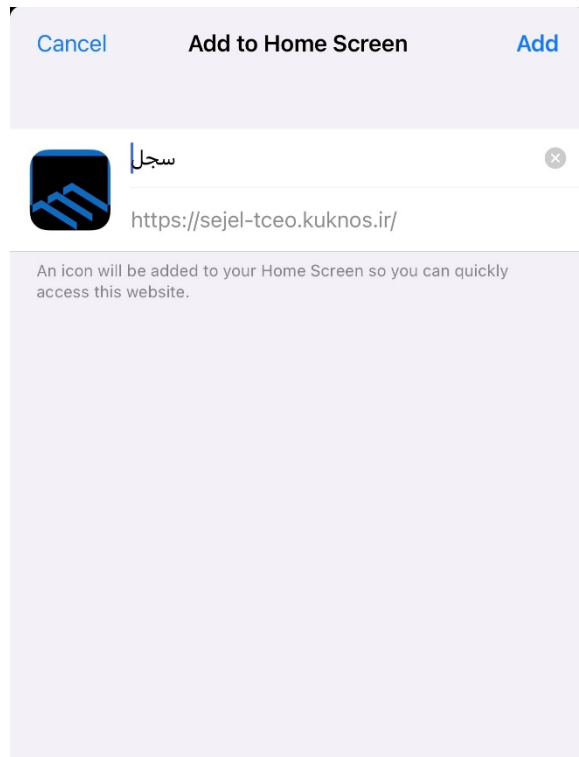 Cancel Add to Home Screen Add
سجل
https://sejel-tceo.kuknos.ir/
An icon will be added to your Home Screen so you can quickly
access this website.